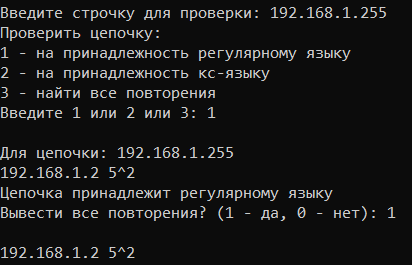 Введите строчку для проверки: 192.168.1.255
Проверить цепочку:
1 - на принадлежность регулярному языку
2 - на принадлежность кс-языку
3 - найти все повторения
Введите 1 или 2 или 3: 1
Для цепочки: 192.168.1.255
192.168.1.2 5^2
Цепочка принадлежит регулярному языку
Вывести все повторения? (1 - да, 0 - нет): 1
192.168.1.2 5^2